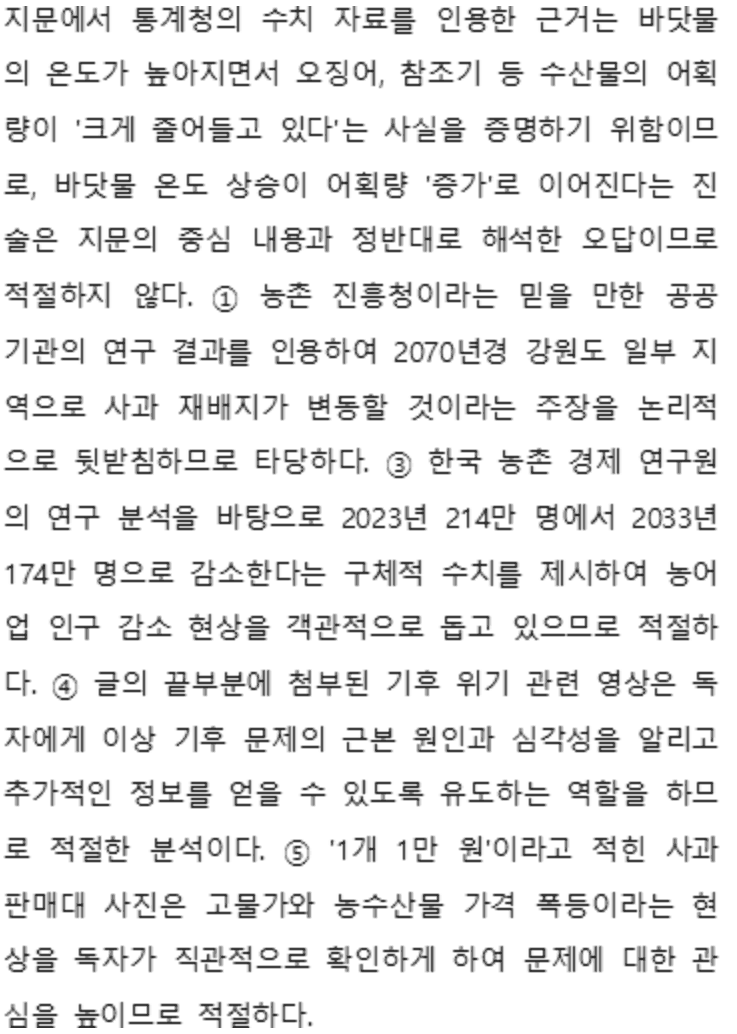 지문에서 통계청의 수치 자료를 인용한 근거는 바닷물
의 온도가 높아지면서 오징어, 참조기 등 수산물의 어획
량이 '크게 줄어들고 있다'는 사실을 증명하기 위함이므
로, 바닷물 온도 상승이 어획량 '증가'로 이어진다는 진
술은 지문의 중심 내용과 정반대로 해석한 오답이므로
적절하지 않다. ① 농촌 진흥청이라는 믿을 만한 공공
기관의 연구 결과를 인용하여 2070년경 강원도 일부 지
역으로 사과 재배지가 변동할 것이라는 주장을 논리적
으로 뒷받침하므로 타당하다. ③ 한국 농촌 경제 연구원
의 연구 분석을 바탕으로 2023년 214만 명에서 2033년
174만 명으로 감소한다는 구체적 수치를 제시하여 농어
업 인구 감소 현상을 객관적으로 돕고 있으므로 적절하
다. ④ 글의 끝부분에 첨부된 기후 위기 관련 영상은 독
자에게 이상 기후 문제의 근본 원인과 심각성을 알리고
추가적인 정보를 얻을 수 있도록 유도하는 역할을 하므
로 적절한 분석이다. ⑤ '1개 1만 원'이라고 적힌 사과
판매대 사진은 고물가와 농수산물 가격 폭등이라는 현
상을 독자가 직관적으로 확인하게 하여 문제에 대한 관
심을 높이므로 적절하다.